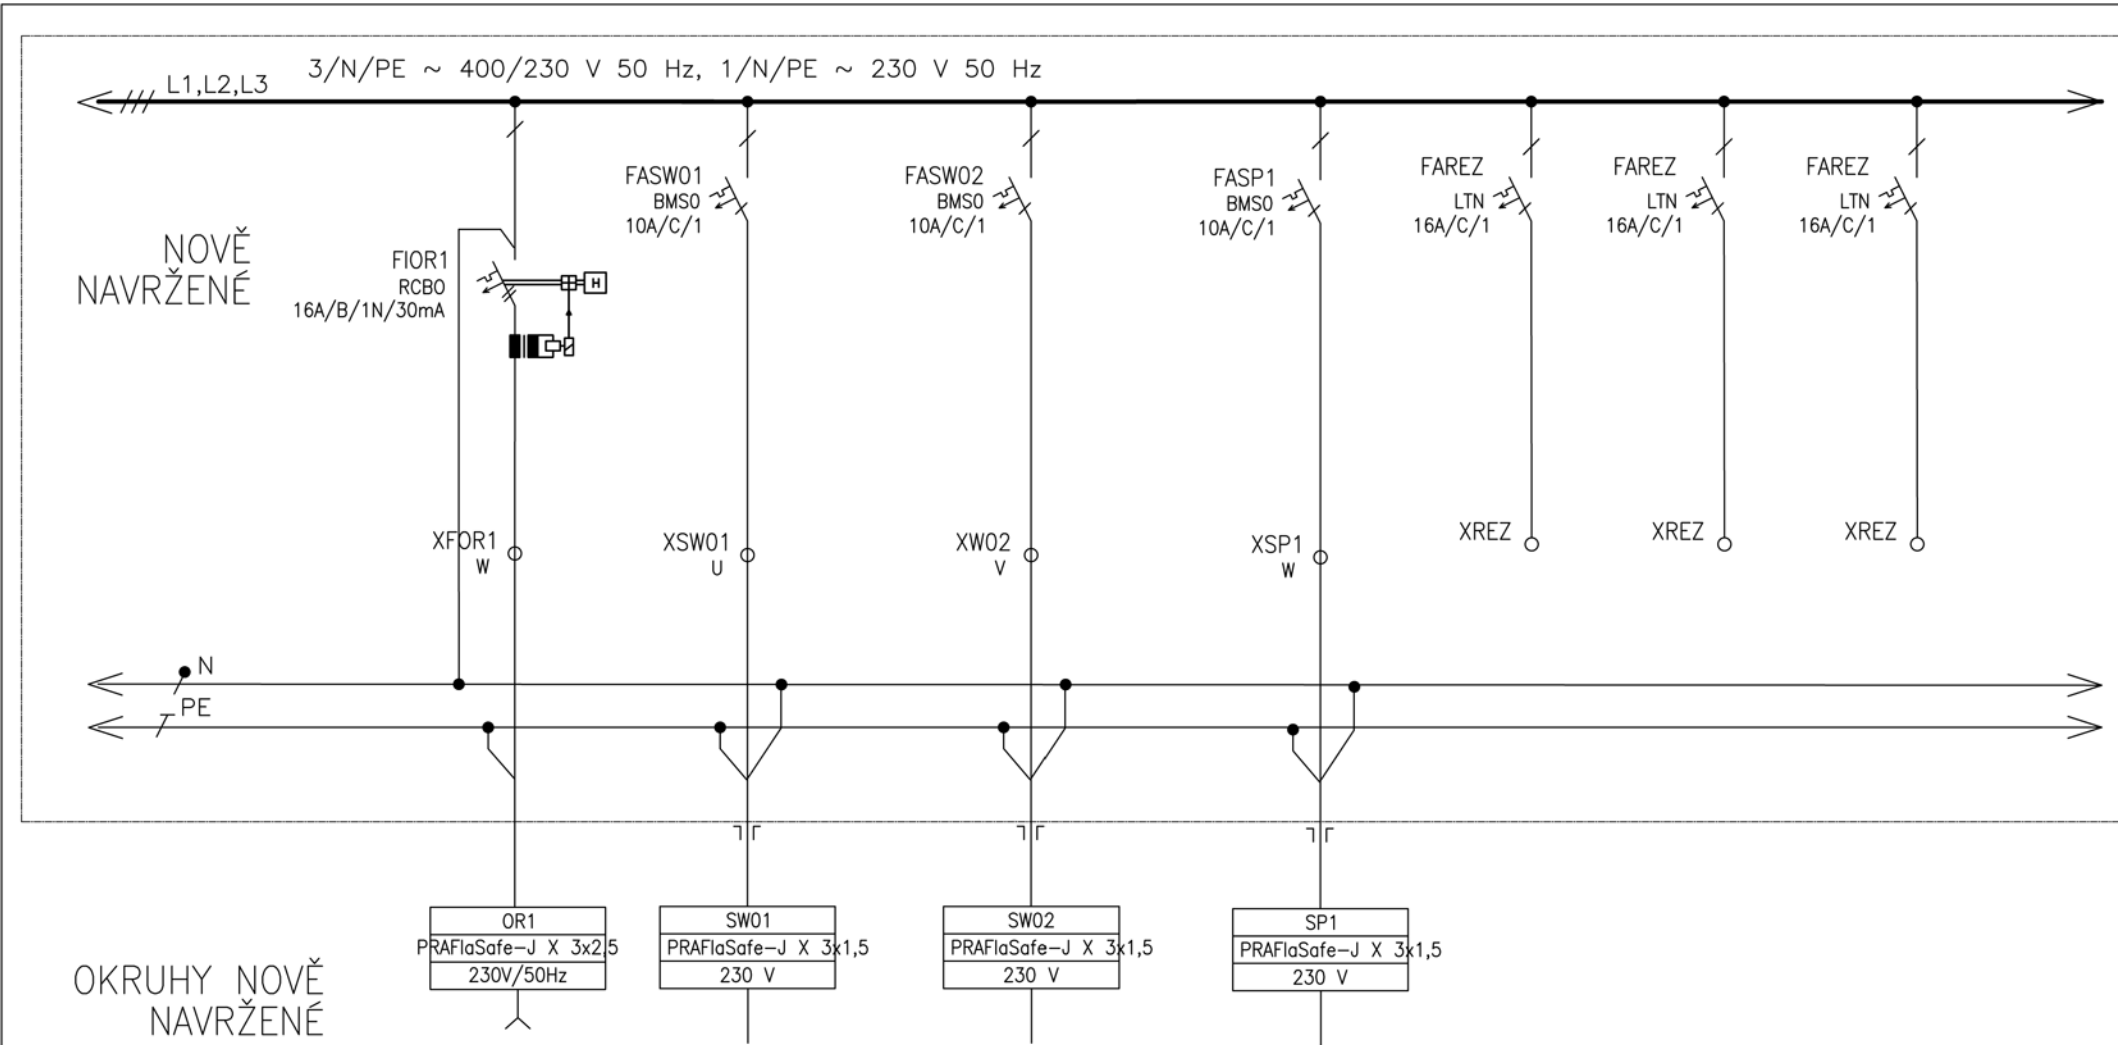 3/N/PE ~ 400/230 V 50 Hz, 1/N/PE ~ 230 V 50 Hz
L1,L2,L3
NOVĚ
NAVRŽENÉ
FIOR1
RCBO
16A/B/1N/30mA
H
FASW01
BMS0
10A/C/1
FASW02
BMS0
10A/C/1
FASP1
BMS0
10A/C/1
FAREZ
LTN
16A/C/1
FAREZ
LTN
16A/C/1
FAREZ
LTN
16A/C/1
XFOR1
W
XSW01
U
XW02
V
XSP1
W
XREZ
XREZ
XREZ
N
PE
OKRUHY NOVĚ
NAVRŽENÉ
OR1
PRAFlaSafe-J X 3x2,5
230V/50Hz
SW01
PRAFlaSafe-J X 3x1,5
230 V
SW02
PRAFlaSafe-J X 3x1,5
230 V
SP1
PRAFlaSafe-J X 3x1,5
230 V